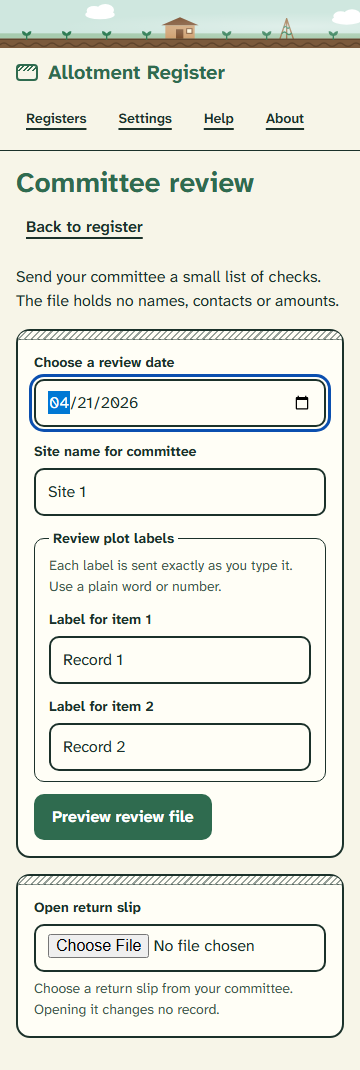 Allotment Register
Registers Settings Help About
Committee review
Back to register
Send your committee a small list of checks.
The file holds no names, contacts or amounts.
Choose a review date
04/21/2026
Site name for committee
Site 1
Review plot labels
Each label is sent exactly as you type it.
Use a plain word or number.
Label for item 1
Record 1
Label for item 2
Record 2
Preview review file
Open return slip
Choose File No file chosen
Choose a return slip from your committee.
Opening it changes no record.